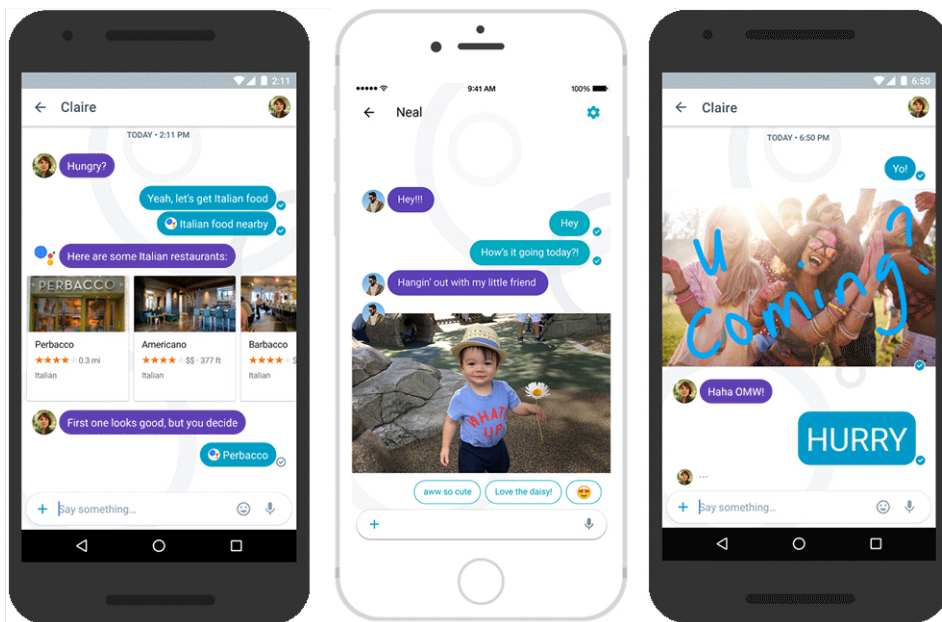 2:11
Claire
TODAY • 2:11 PM
Hungry?
Yeah, let's get Italian food
Italian food nearby
Here are some Italian restaurants:
PERBACCO
Perbacco
★★★★★ 0.3 mi
Italian
Americano
★★★★★ $$ · 377 ft
Italian
Barbacco
★★★★★ $
Italian
First one looks good, but you decide
Perbacco
Say something...
9:41 AM
100%
Neal
Hey!!!
Hey
How's it going today?!
Hangin' out with my little friend
WHAT'S
UP
aww so cute
Love the daisy!
6:50
Claire
TODAY • 6:50 PM
Yo!
u
coming?
Haha OMW!
HURRY
...
Say something...